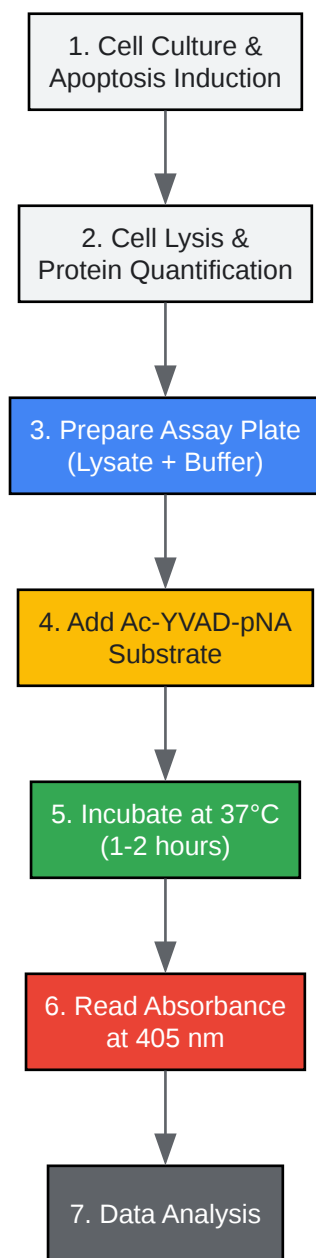 1. Cell Culture &
Apoptosis Induction
2. Cell Lysis &
Protein Quantification
3. Prepare Assay Plate
(Lysate + Buffer)
4. Add Ac-YVAD-pNA
Substrate
5. Incubate at 37°C
(1-2 hours)
6. Read Absorbance
at 405 nm
7. Data Analysis